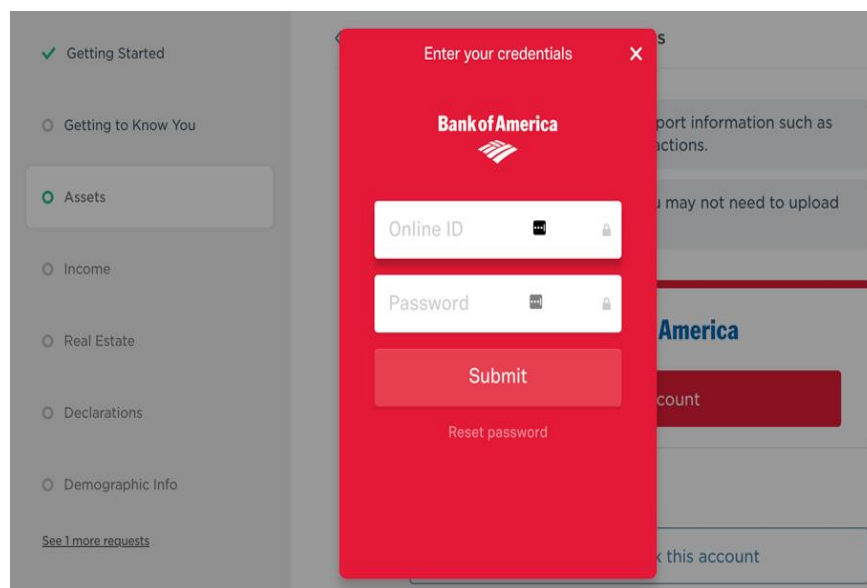 Getting Started
Getting to Know You
Assets
Income
Real Estate
Declarations
Demographic Info
See 1 more requests
s
port information such as
actions.
may not need to upload
America
count
this account
Enter your credentials
Bank of America
Online ID
Password
Submit
Reset password